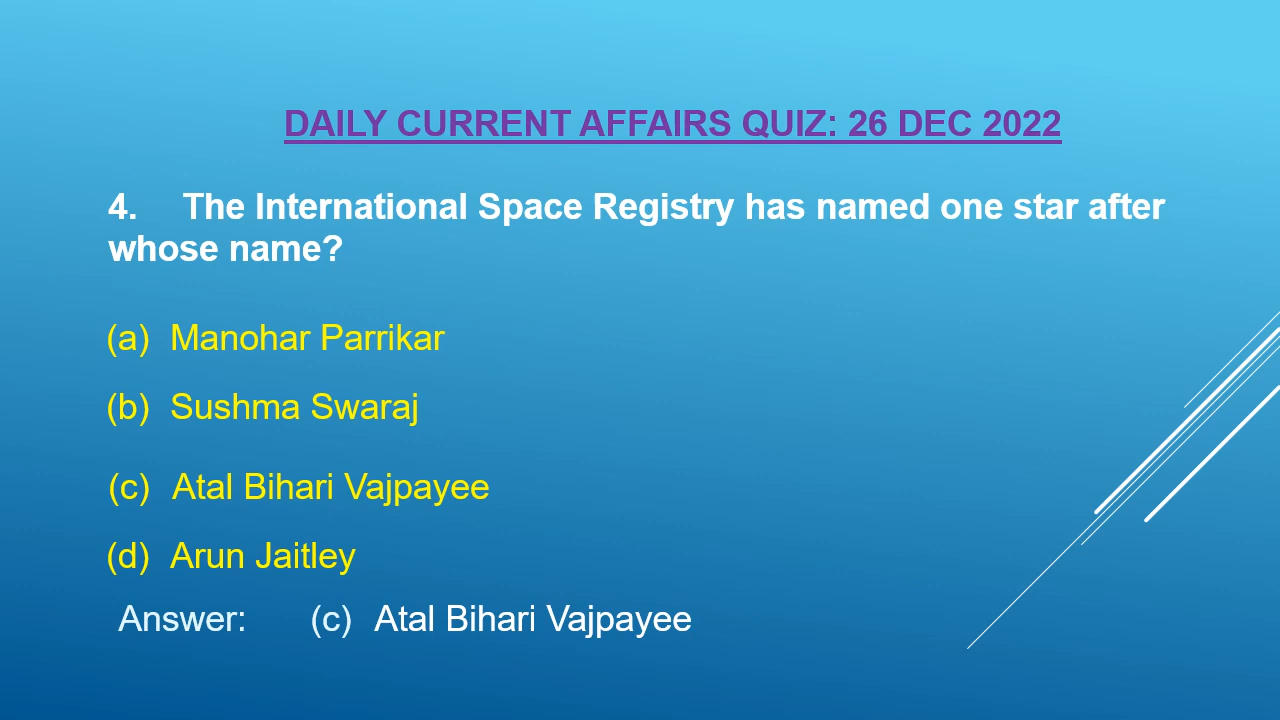 DAILY CURRENT AFFAIRS QUIZ: 26 DEC 2022
4. The International Space Registry has named one star after
whose name?
(a) Manohar Parrikar
(b) Sushma Swaraj
(c) Atal Bihari Vajpayee
(d) Arun Jaitley
Answer: (c) Atal Bihari Vajpayee